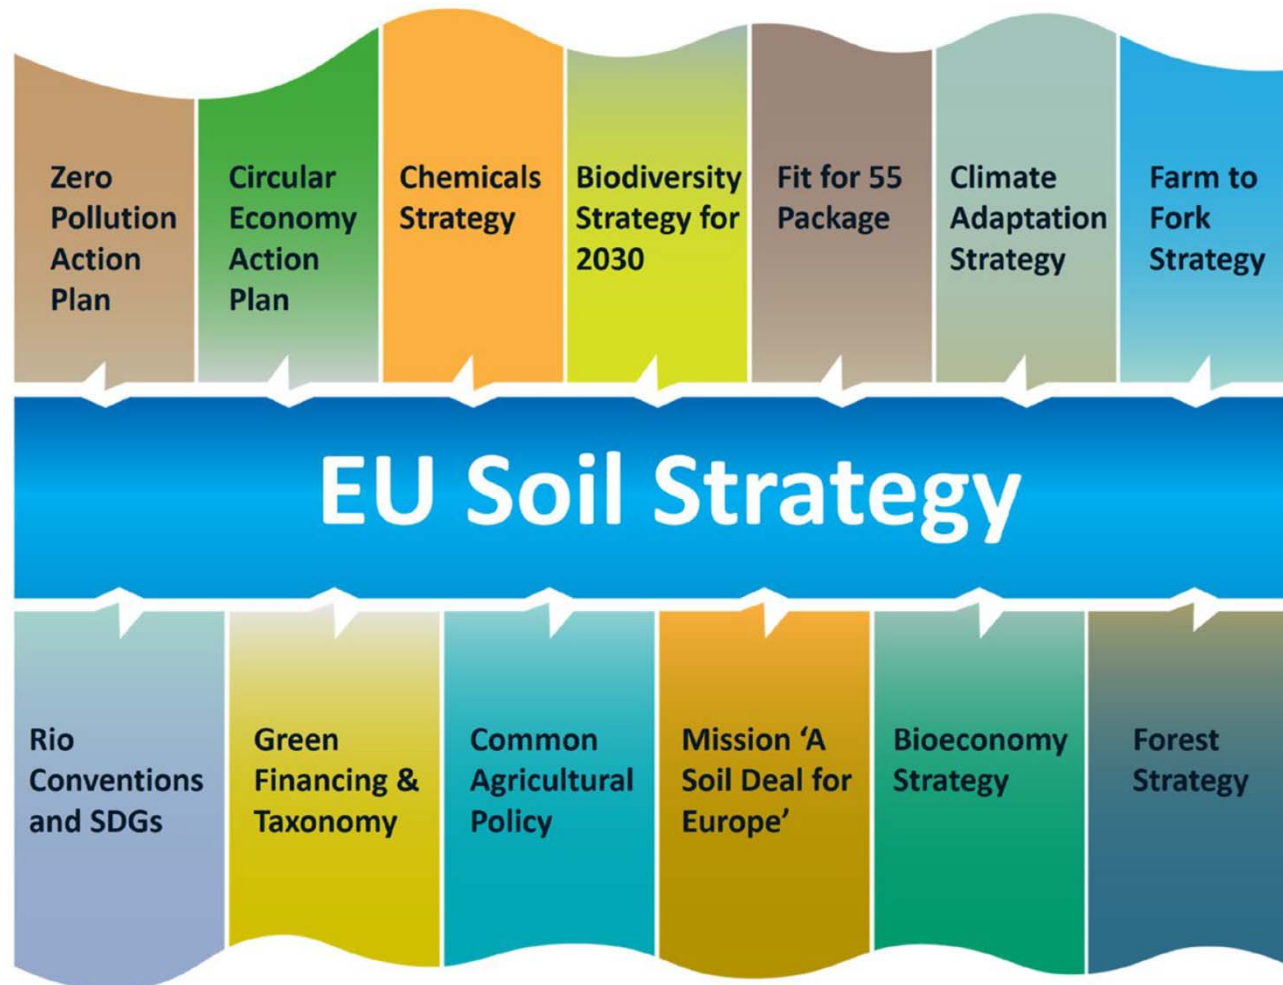 Zero
Pollution
Action
Plan
Circular
Economy
Action
Plan
Chemicals
Strategy
Biodiversity
Strategy for
2030
Fit for 55
Package
Climate
Adaptation
Strategy
Farm to
Fork
Strategy
EU Soil Strategy
Rio
Conventions
and SDGs
Green
Financing &
Taxonomy
Common
Agricultural
Policy
Mission ‘A
Soil Deal for
Europe’
Bioeconomy
Strategy
Forest
Strategy